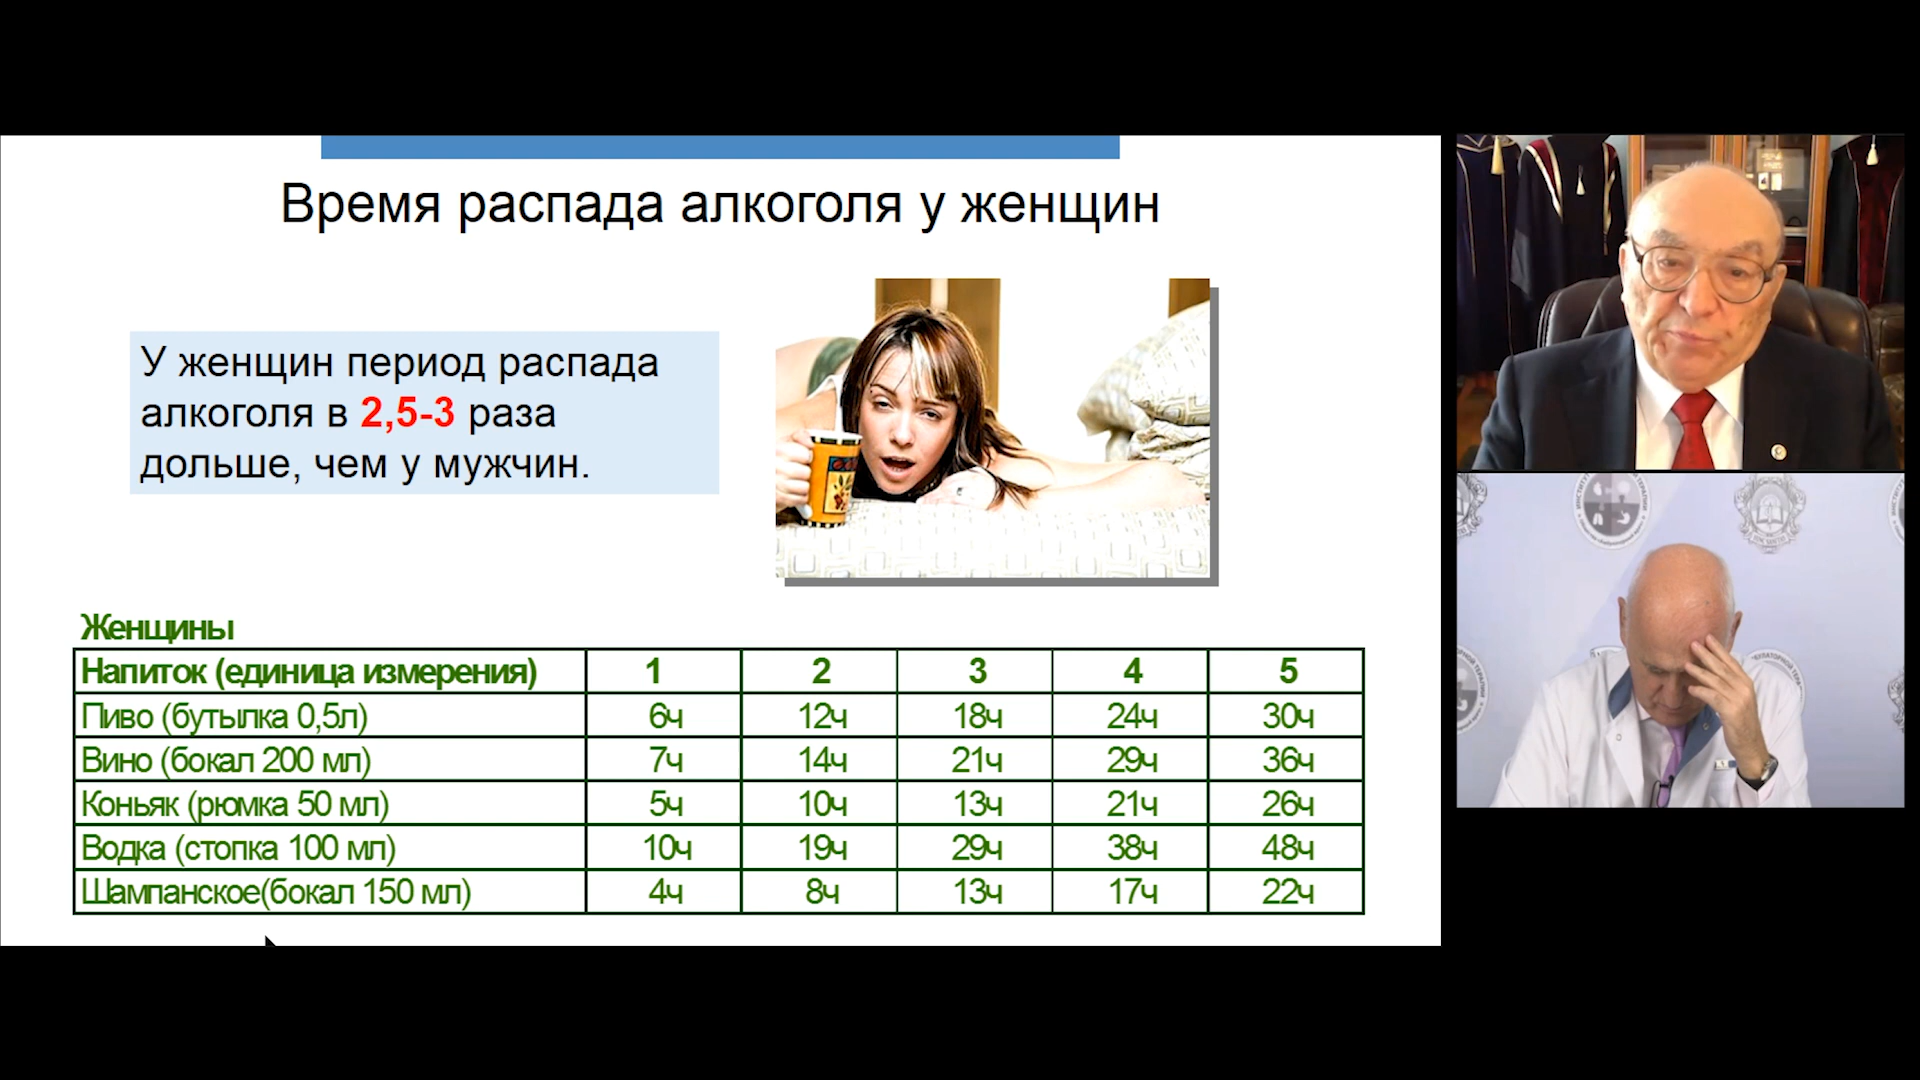 Время распада алкоголя у женщин
У женщин период распада
алкоголя в 2,5-3 раза
дольше, чем у мужчин.
Женщины
Напиток (единица измерения) 1 2 3 4 5
Пиво (бутылка 0,5л) 6ч 12ч 18ч 24ч 30ч
Вино (бокал 200 мл) 7ч 14ч 21ч 29ч 36ч
Коньяк (рюмка 50 мл) 5ч 10ч 13ч 21ч 26ч
Водка (стопка 100 мл) 10ч 19ч 29ч 38ч 48ч
Шампанское(бокал 150 мл) 4ч 8ч 13ч 17ч 22ч